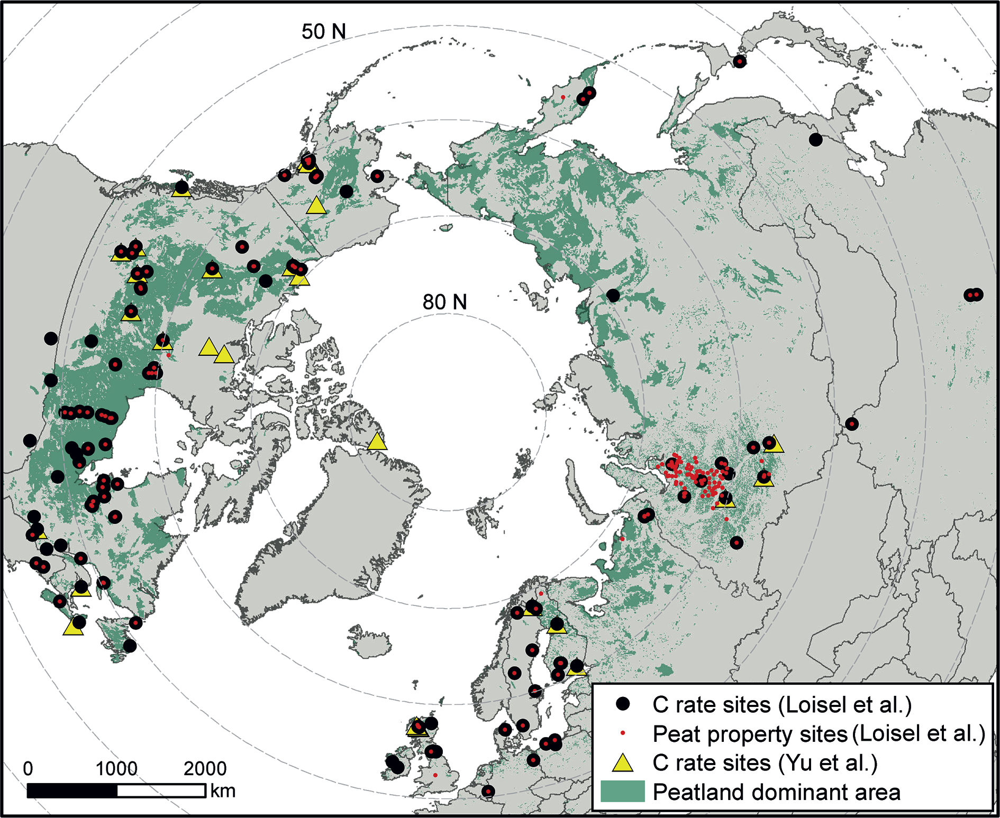 50 N
80 N
C rate sites (Loisel et al.)
Peat property sites (Loisel et al.)
C rate sites (Yu et al.)
Peatland dominant area
0 1000 2000
km